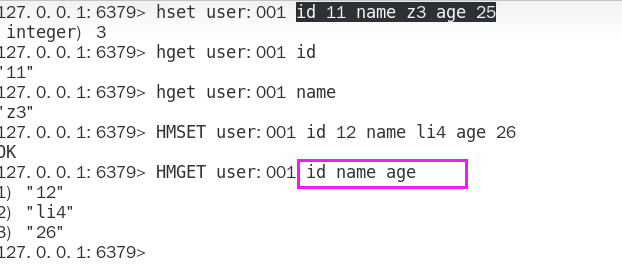 127.0.0.1:6379> hset user:001 id 11 name z3 age 25
integer) 3
127.0.0.1:6379> hget user:001 id
"11"
127.0.0.1:6379> hget user:001 name
"z3"
127.0.0.1:6379> HMSET user:001 id 12 name li4 age 26
OK
127.0.0.1:6379> HMGET user:001 id name age
1) "12"
2) "li4"
3) "26"
127.0.0.1:6379>